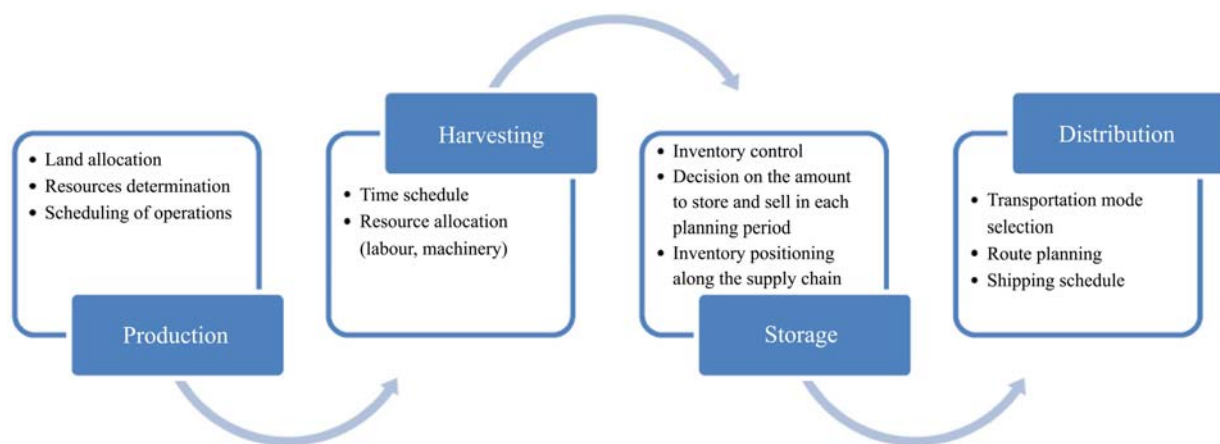 • Land allocation
• Resources determination
• Scheduling of operations
Production
Harvesting
• Time schedule
• Resource allocation
(labour, machinery)
• Inventory control
• Decision on the amount
to store and sell in each
planning period
• Inventory positioning
along the supply chain
Storage
Distribution
• Transportation mode
selection
• Route planning
• Shipping schedule